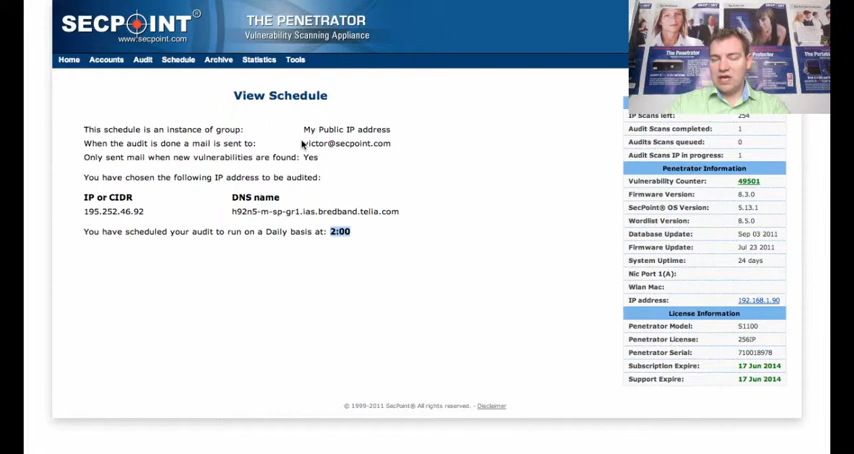 SECPOINT®
www.secpoint.com
THE PENETRATOR
Vulnerability Scanning Appliance
Home Accounts Audit Schedule Archive Statistics Tools
View Schedule
This schedule is an instance of group: My Public IP address
When the audit is done a mail is sent to: victor@secpoint.com
Only sent mail when new vulnerabilities are found: Yes
You have chosen the following IP address to be audited:
IP or CIDR DNS name
195.252.46.92 h92n5-m-sp-gr1.ias.bredband.telia.com
You have scheduled your audit to run on a Daily basis at: 2:00
SECPOINT
The Penetrator
Protector
IP Scans left: 254
Audit Scans completed: 1
Audit Scans queued: 0
Audit Scans IP in progress: 1
Penetrator Information
Vulnerability Counter: 49501
Firmware Version: 8.3.0
SecPoint® OS Version: 5.13.1
Wordlist Version: 8.5.0
Database Update: Sep 03 2011
Firmware Update: Jul 23 2011
System Uptime: 24 days
Nic Port 1(A):
Wlan Mac:
IP address: 192.168.1.90
License Information
Penetrator Model: S1100
Penetrator License: 256IP
Penetrator Serial: 710018978
Subscription Expire: 17 Jun 2014
Support Expire: 17 Jun 2014
© 1999-2011 SecPoint® All rights reserved. - Disclaimer